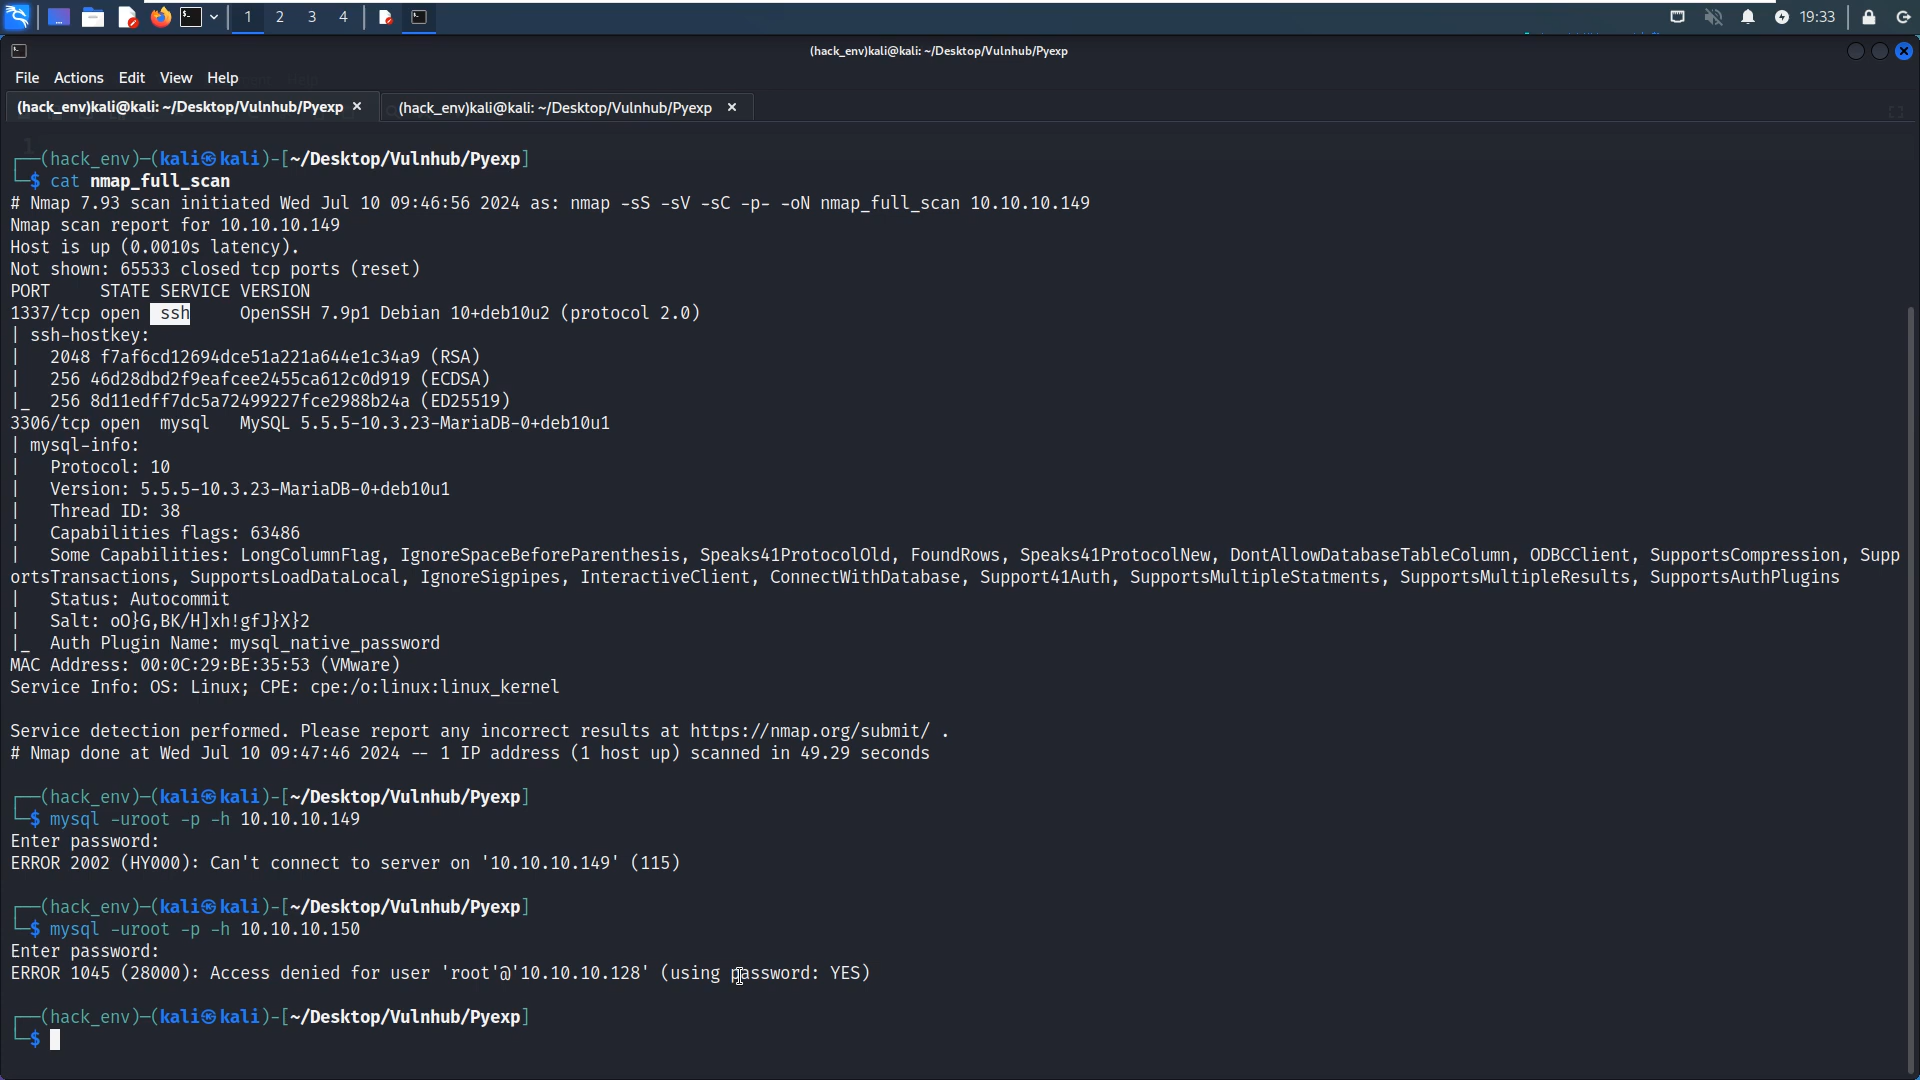 1 2 3 4 19:33
(hack_env)kali@kali: ~/Desktop/Vulnhub/Pyexp
File Actions Edit View Help
(hack_env)kali@kali: ~/Desktop/Vulnhub/Pyexp × (hack_env)kali@kali: ~/Desktop/Vulnhub/Pyexp ×
┌──(hack_env)─(kali㉿kali)-[~/Desktop/Vulnhub/Pyexp]
└─$ cat nmap_full_scan
# Nmap 7.93 scan initiated Wed Jul 10 09:46:56 2024 as: nmap -sS -sV -sC -p- -oN nmap_full_scan 10.10.10.149
Nmap scan report for 10.10.10.149
Host is up (0.0010s latency).
Not shown: 65533 closed tcp ports (reset)
PORT     STATE SERVICE VERSION
1337/tcp open  ssh     OpenSSH 7.9p1 Debian 10+deb10u2 (protocol 2.0)
| ssh-hostkey:
|   2048 f7af6cd12694dce51a221a644e1c34a9 (RSA)
|   256 46d28dbd2f9eafcee2455ca612c0d919 (ECDSA)
|_  256 8d11edff7dc5a72499227fce2988b24a (ED25519)
3306/tcp open  mysql   MySQL 5.5.5-10.3.23-MariaDB-0+deb10u1
| mysql-info:
|   Protocol: 10
|   Version: 5.5.5-10.3.23-MariaDB-0+deb10u1
|   Thread ID: 38
|   Capabilities flags: 63486
|   Some Capabilities: LongColumnFlag, IgnoreSpaceBeforeParenthesis, Speaks41ProtocolOld, FoundRows, Speaks41ProtocolNew, DontAllowDatabaseTableColumn, ODBCClient, SupportsCompression, Supp
ortsTransactions, SupportsLoadDataLocal, IgnoreSigpipes, InteractiveClient, ConnectWithDatabase, Support41Auth, SupportsMultipleStatments, SupportsMultipleResults, SupportsAuthPlugins
|   Status: Autocommit
|   Salt: oO}G,BK/H]xh!gfJ}X}2
|_  Auth Plugin Name: mysql_native_password
MAC Address: 00:0C:29:BE:35:53 (VMware)
Service Info: OS: Linux; CPE: cpe:/o:linux:linux_kernel
Service detection performed. Please report any incorrect results at https://nmap.org/submit/ .
# Nmap done at Wed Jul 10 09:47:46 2024 -- 1 IP address (1 host up) scanned in 49.29 seconds
┌──(hack_env)─(kali㉿kali)-[~/Desktop/Vulnhub/Pyexp]
└─$ mysql -uroot -p -h 10.10.10.149
Enter password:
ERROR 2002 (HY000): Can't connect to server on '10.10.10.149' (115)
┌──(hack_env)─(kali㉿kali)-[~/Desktop/Vulnhub/Pyexp]
└─$ mysql -uroot -p -h 10.10.10.150
Enter password:
ERROR 1045 (28000): Access denied for user 'root'@'10.10.10.128' (using password: YES)
┌──(hack_env)─(kali㉿kali)-[~/Desktop/Vulnhub/Pyexp]
└─$